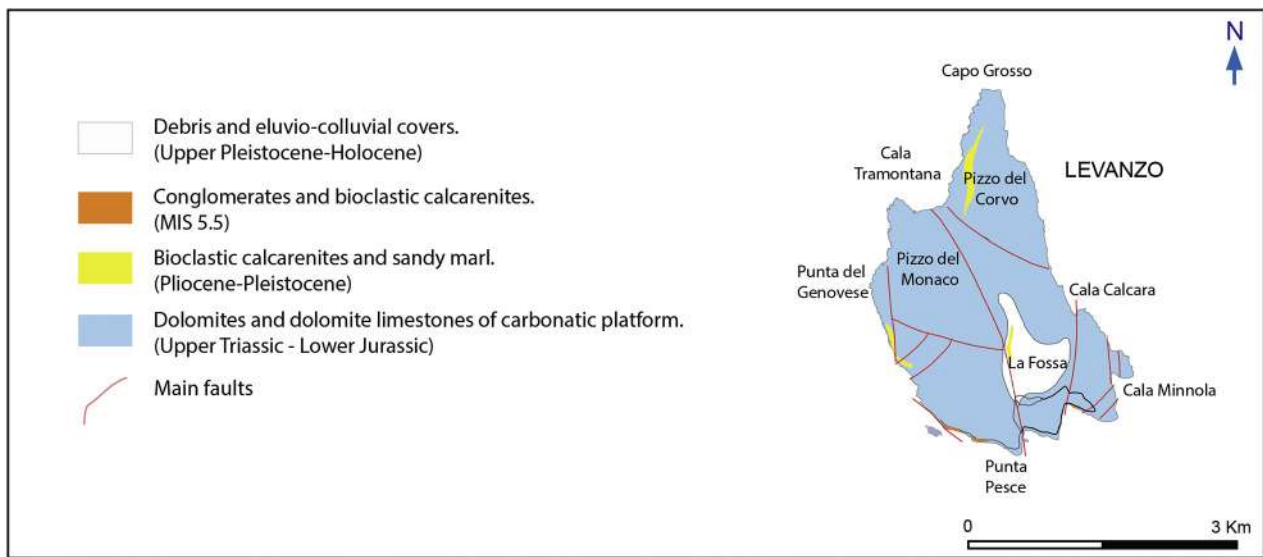 Debris and eluvio-colluvial covers.
(Upper Pleistocene-Holocene)
Conglomerates and bioclastic calcarenites.
(MIS 5.5)
Bioclastic calcarenites and sandy marl.
(Pliocene-Pleistocene)
Dolomites and dolomite limestones of carbonatic platform.
(Upper Triassic - Lower Jurassic)
Main faults
N
Capo Grosso
Cala
Tramontana
LEVANZO
Pizzo del
Corvo
Pizzo del
Monaco
Punta del
Genovese
Cala Calcara
La Fossa
Cala Minnola
Punta
Pesce
0
3 Km